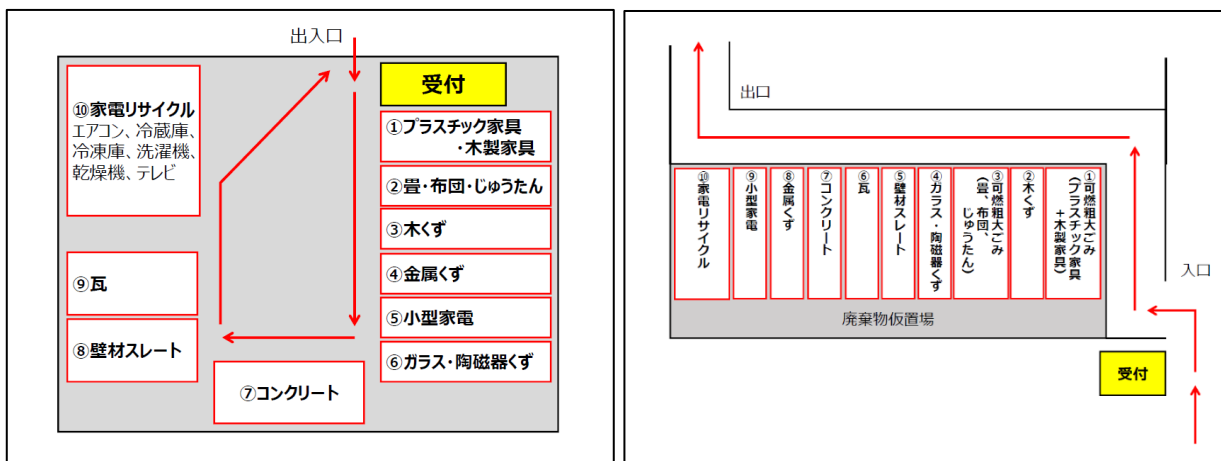 出入口
受付
①プラスチック家具
・木製家具
②畳・布団・じゅうたん
③木くず
④金属くず
⑤小型家電
⑥ガラス・陶磁器くず
⑦コンクリート
⑧壁材スレート
⑨瓦
⑩家電リサイクル
エアコン、冷蔵庫、
冷凍庫、洗濯機、
乾燥機、テレビ
出口
①可燃粗大ごみ
(プラスチック家具
+木製家具)
②木くず
③可燃粗大ごみ
(畳、布団、
じゅうたん)
④ガラス・陶磁器くず
⑤壁材スレート
⑥瓦
⑦コンクリート
⑧金属くず
⑨小型家電
⑩家電リサイクル
入口
廃棄物仮置場
受付